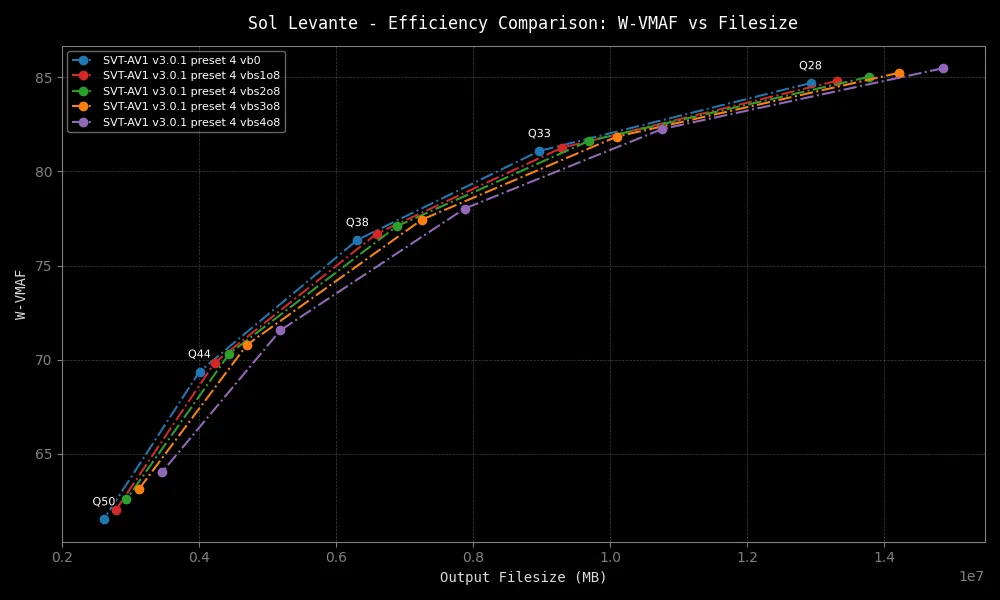 Sol Levante - Efficiency Comparison: W-VMAF vs Filesize
SVT-AV1 v3.0.1 preset 4 vb0
SVT-AV1 v3.0.1 preset 4 vbs1o8
SVT-AV1 v3.0.1 preset 4 vbs2o8
SVT-AV1 v3.0.1 preset 4 vbs3o8
SVT-AV1 v3.0.1 preset 4 vbs4o8
Q28
Q33
Q38
Q44
Q50
85
80
75
70
65
W-VMAF
0.2 0.4 0.6 0.8 1.0 1.2 1.4
1e7
Output Filesize (MB)